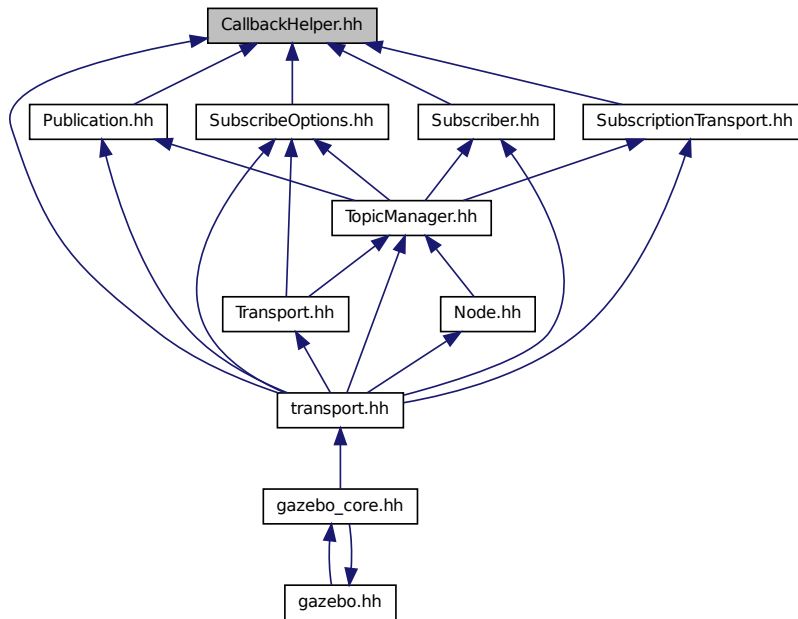 CallbackHelper.hh
Publication.hh
SubscribeOptions.hh
Subscriber.hh
SubscriptionTransport.hh
TopicManager.hh
Transport.hh
Node.hh
transport.hh
gazebo_core.hh
gazebo.hh